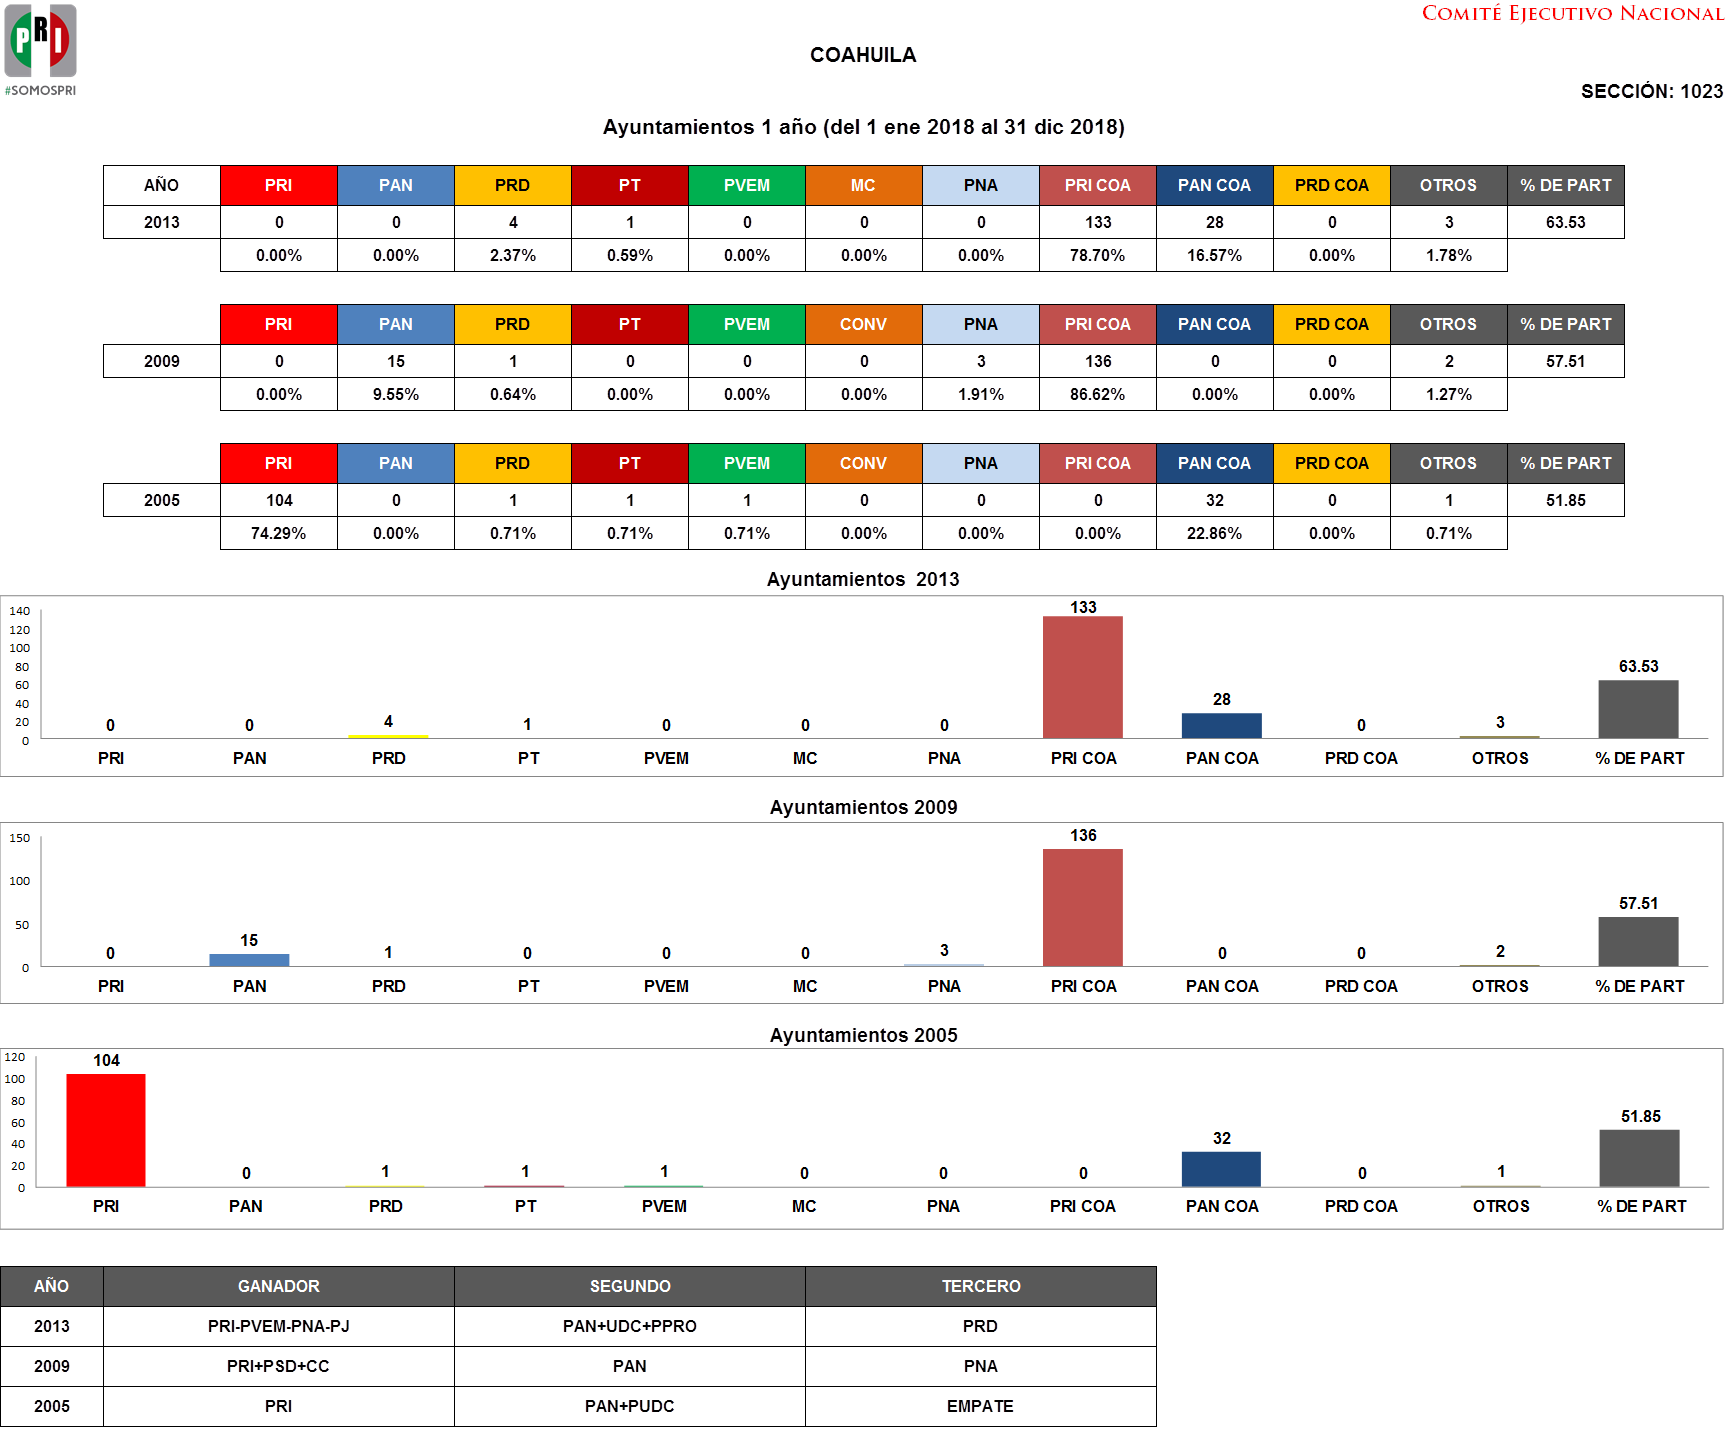 COMITÉ EJECUTIVO NACIONAL
PRI
#SOMOSPRI
COAHUILA
SECCIÓN: 1023
Ayuntamientos 1 año (del 1 ene 2018 al 31 dic 2018)
AÑO PRI PAN PRD PT PVEM MC PNA PRI COA PAN COA PRD COA OTROS % DE PART
2013 0 0 4 1 0 0 0 133 28 0 3 63.53
0.00% 0.00% 2.37% 0.59% 0.00% 0.00% 0.00% 78.70% 16.57% 0.00% 1.78%
PRI PAN PRD PT PVEM CONV PNA PRI COA PAN COA PRD COA OTROS % DE PART
2009 0 15 1 0 0 0 3 136 0 0 2 57.51
0.00% 9.55% 0.64% 0.00% 0.00% 0.00% 1.91% 86.62% 0.00% 0.00% 1.27%
PRI PAN PRD PT PVEM CONV PNA PRI COA PAN COA PRD COA OTROS % DE PART
2005 104 0 1 1 1 0 0 0 32 0 1 51.85
74.29% 0.00% 0.71% 0.71% 0.71% 0.00% 0.00% 0.00% 22.86% 0.00% 0.71%
Ayuntamientos 2013
140
120
100
80
60
40
20
0
0 0 4 1 0 0 0 133 28 0 3 63.53
PRI PAN PRD PT PVEM MC PNA PRI COA PAN COA PRD COA OTROS % DE PART
Ayuntamientos 2009
150
100
50
0
0 15 1 0 0 0 3 136 0 0 2 57.51
PRI PAN PRD PT PVEM MC PNA PRI COA PAN COA PRD COA OTROS % DE PART
Ayuntamientos 2005
120
100
80
60
40
20
0
104 0 1 1 1 0 0 0 32 0 1 51.85
PRI PAN PRD PT PVEM MC PNA PRI COA PAN COA PRD COA OTROS % DE PART
AÑO GANADOR SEGUNDO TERCERO
2013 PRI-PVEM-PNA-PJ PAN+UDC+PPRO PRD
2009 PRI+PSD+CC PAN PNA
2005 PRI PAN+PUDC EMPATE